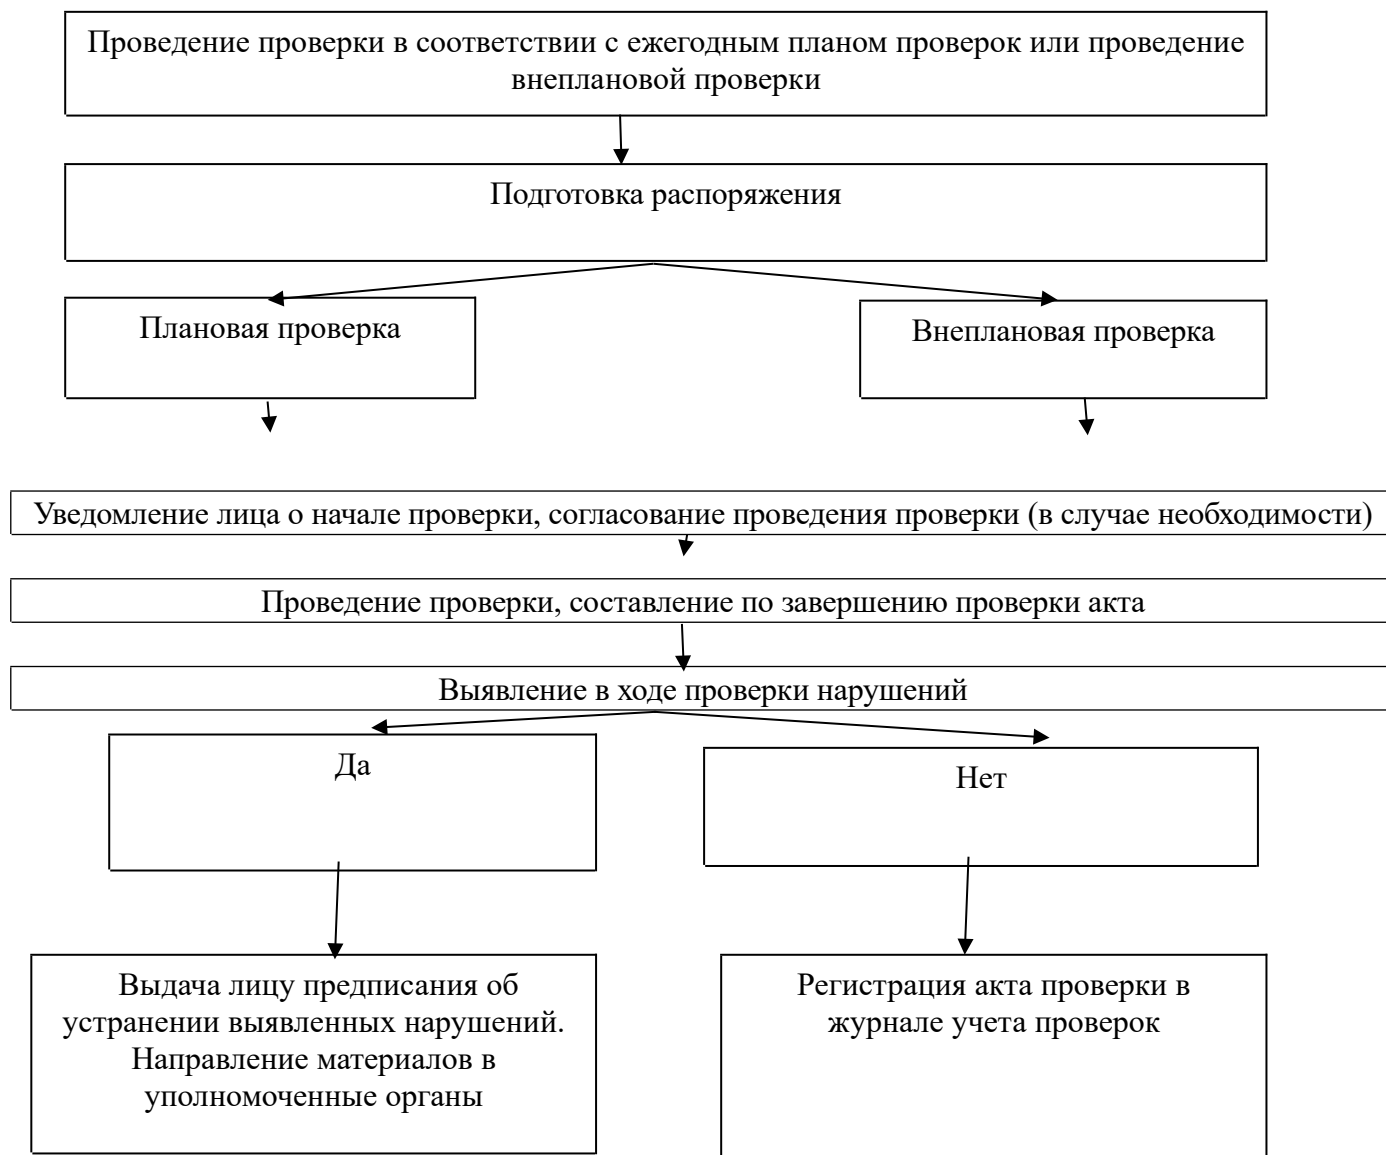 Проведение проверки в соответствии с ежегодным планом проверок или проведение
внеплановой проверки
Подготовка распоряжения
Плановая проверка
Внеплановая проверка
Уведомление лица о начале проверки, согласование проведения проверки (в случае необходимости)
Проведение проверки, составление по завершению проверки акта
Выявление в ходе проверки нарушений
Да
Нет
Выдача лицу предписания об
устранении выявленных нарушений.
Направление материалов в
уполномоченные органы
Регистрация акта проверки в
журнале учета проверок